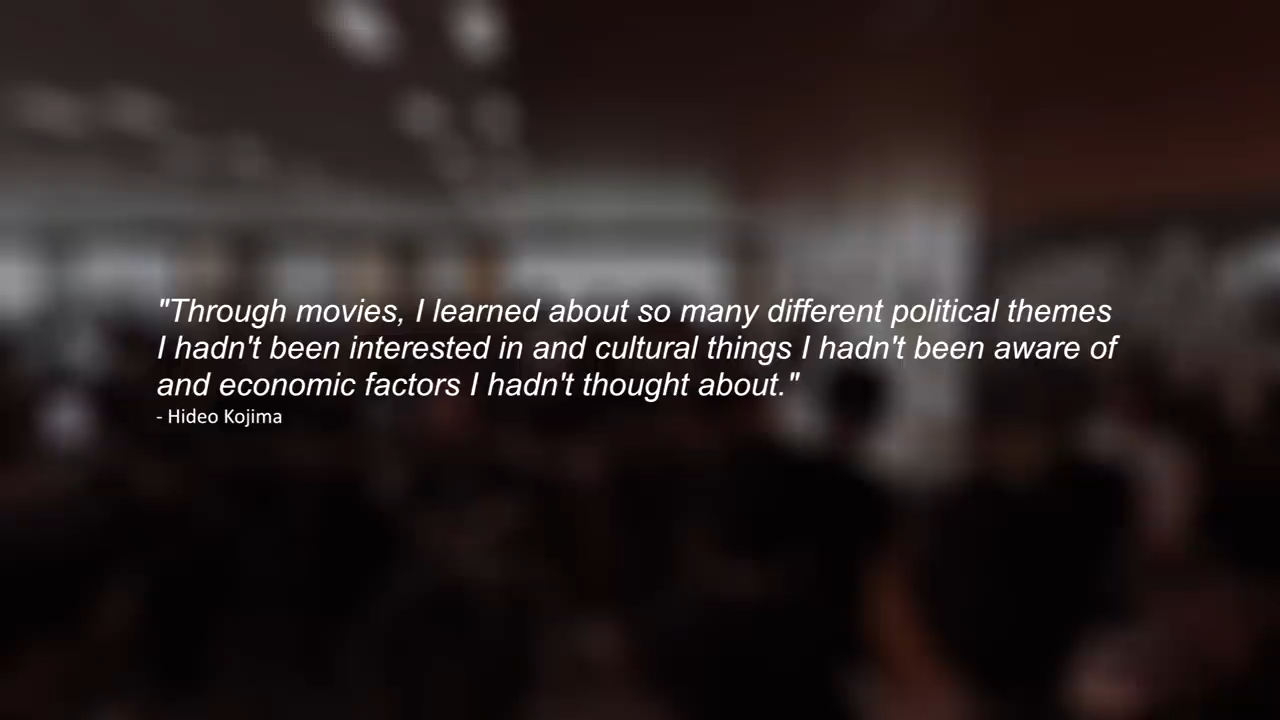 "Through movies, I learned about so many different political themes
I hadn't been interested in and cultural things I hadn't been aware of
and economic factors I hadn't thought about."
- Hideo Kojima